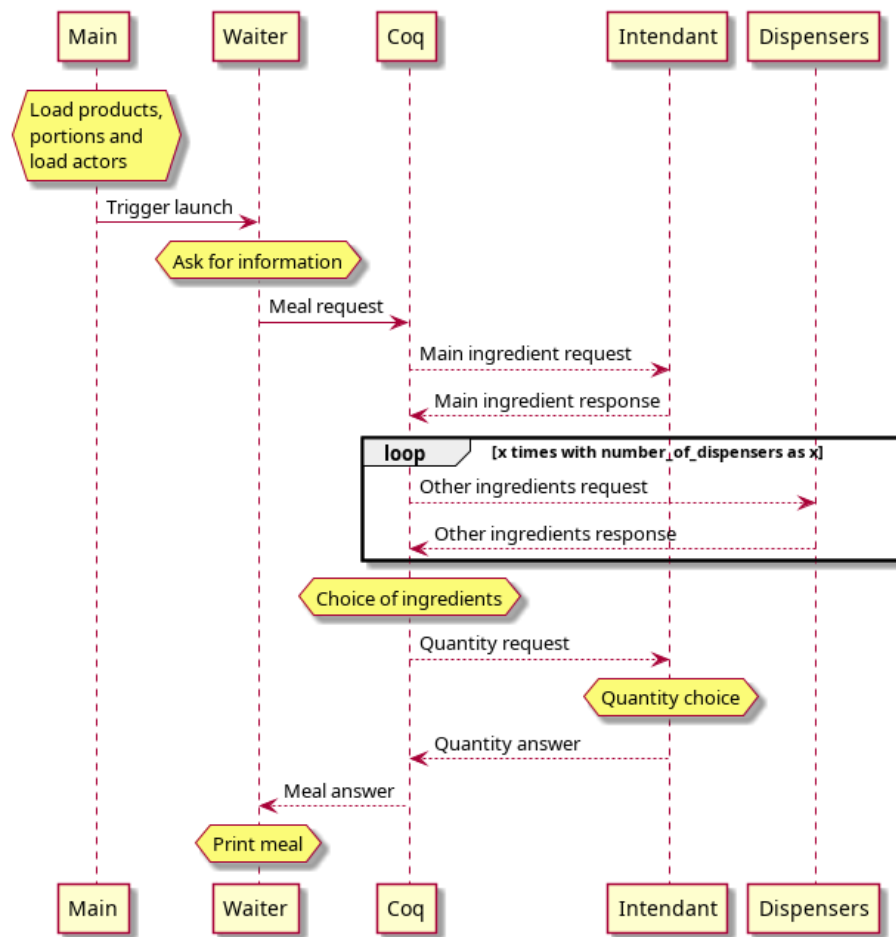 Main
Waiter
Coq
Intendant
Dispensers
Load products,
portions and
load actors
Trigger launch
Ask for information
Meal request
Main ingredient request
Main ingredient response
loop
[x times with number_of_dispensers as x]
Other ingredients request
Other ingredients response
Choice of ingredients
Quantity request
Quantity choice
Quantity answer
Meal answer
Print meal
Main
Waiter
Coq
Intendant
Dispensers